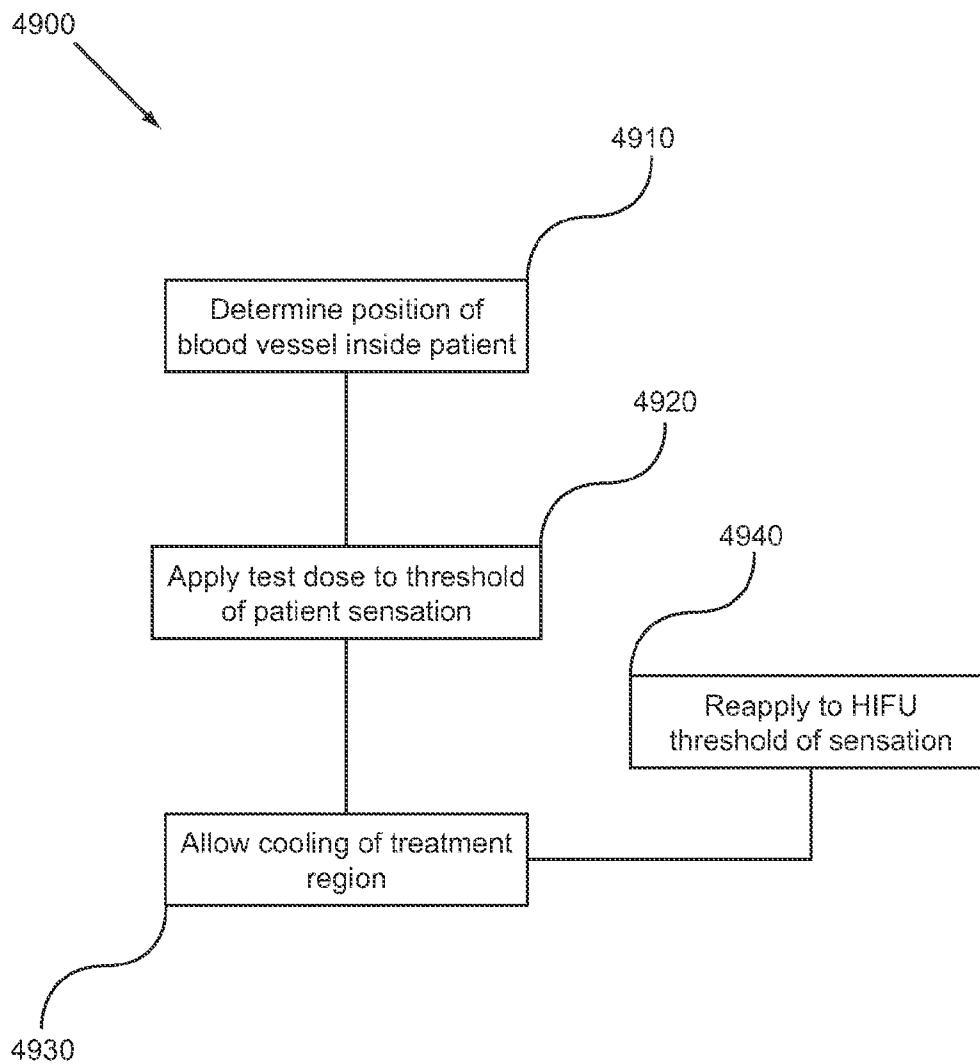 4900
4910
Determine position of
blood vessel inside patient
4920
Apply test dose to threshold
of patient sensation
4940
Reapply to HIFU
threshold of sensation
Allow cooling of treatment
region
4930